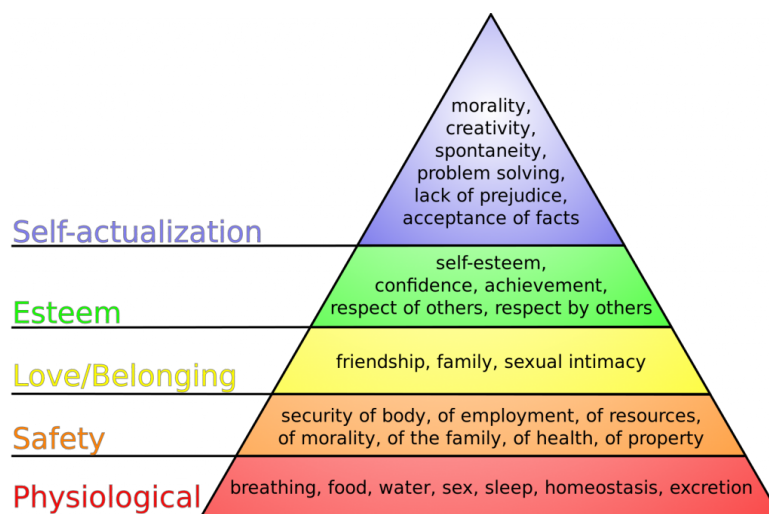 morality,
creativity,
spontaneity,
problem solving,
lack of prejudice,
acceptance of facts
Self-actualization
self-esteem,
confidence, achievement,
respect of others, respect by others
Esteem
friendship, family, sexual intimacy
Love/Belonging
security of body, of employment, of resources,
of morality, of the family, of health, of property
Safety
breathing, food, water, sex, sleep, homeostasis, excretion
Physiological